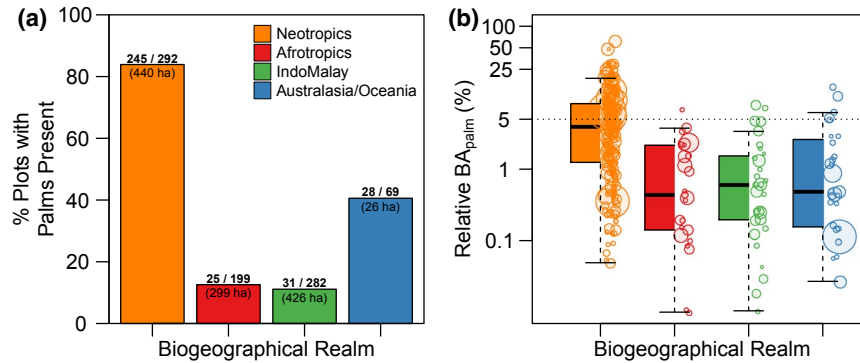 (a)
% Plots with
Palms Present
100
80
60
40
20
0
245 / 292
(440 ha)
25 / 199
(299 ha)
31 / 282
(426 ha)
28 / 69
(26 ha)
Neotropics
Afrotropics
IndoMalay
Australasia/Oceania
Biogeographical Realm
(b)
Relative BApalm (%)
100
50
25
5
1
0.1
Biogeographical Realm